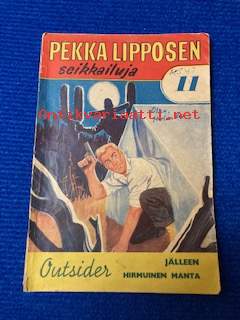 PEKKA LIPPOSEN
seikkailuja
11
Antikvariaatti.net
Outsider
JÄLLEEN
HIRMUINEN MANTA